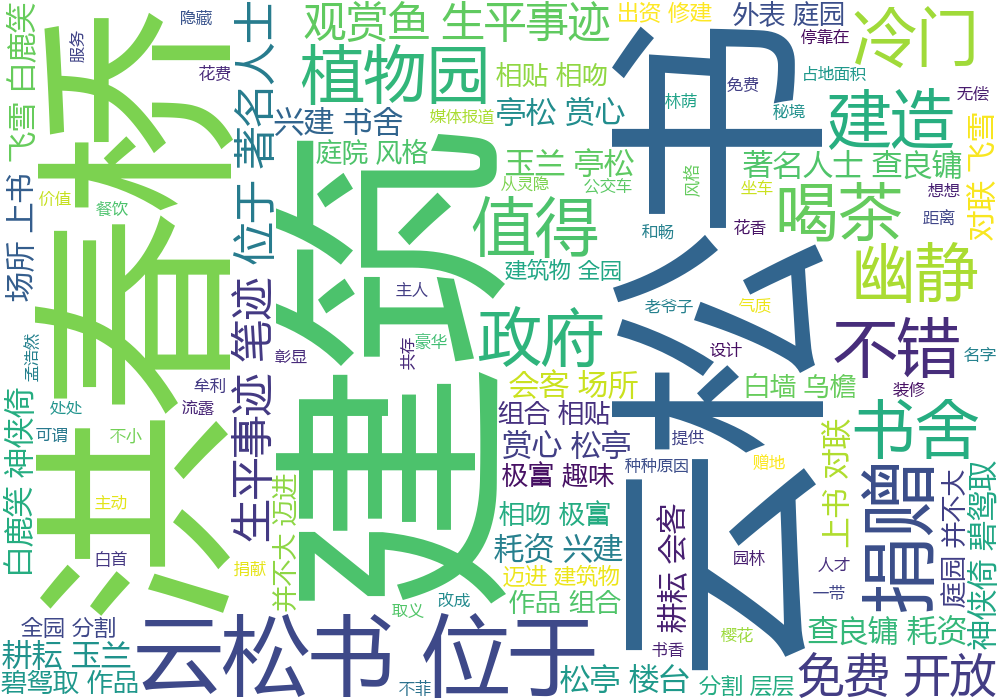 洪春桥
建筑
云松书
云松书 位于
观赏鱼 生平事迹
植物园
相贴 相吻
亭松 赏心
兴建 书舍
媒体报道
庭院 风格
玉兰 亭松
从灵隐
公交车
值得
建筑物 全园
政府
会客 场所
组合 相贴
赏心 松亭
极富 趣味
相吻 极富
耗资 兴建
迈进 建筑物
作品 组合
松亭 楼台
出资 修建
外表 庭园
停靠在
冷门
占地面积
无偿
免费
林荫
秘境
建造
著名人士 查良镛
坐车
风格
喝茶
想想
距离
对联 飞雪
和畅
花香
幽静
老爷子
气质
设计
不错
名字
装修
白墙 乌檐
书舍
提供
种种原因
赠地
上书 对联
捐赠
庭园 并不大
神侠倚 碧鸳取
耕耘 会客
园林
人才
一带
樱花
书香
查良镛 耗资
分割 层层
免费 开放
隐藏
服务
花费
飞雪 白鹿笑
位于 著名人士
价值
餐饮
场所 上书
主人
彰显
豪华
共存
孟浩然
牟利
流露
处处
可谓
不小
生平事迹 笔迹
白鹿笑 神侠倚
主动
白首
捐献
并不大 迈进
取义
改成
全园 分割
耕耘 玉兰
碧鸳取 作品
不菲